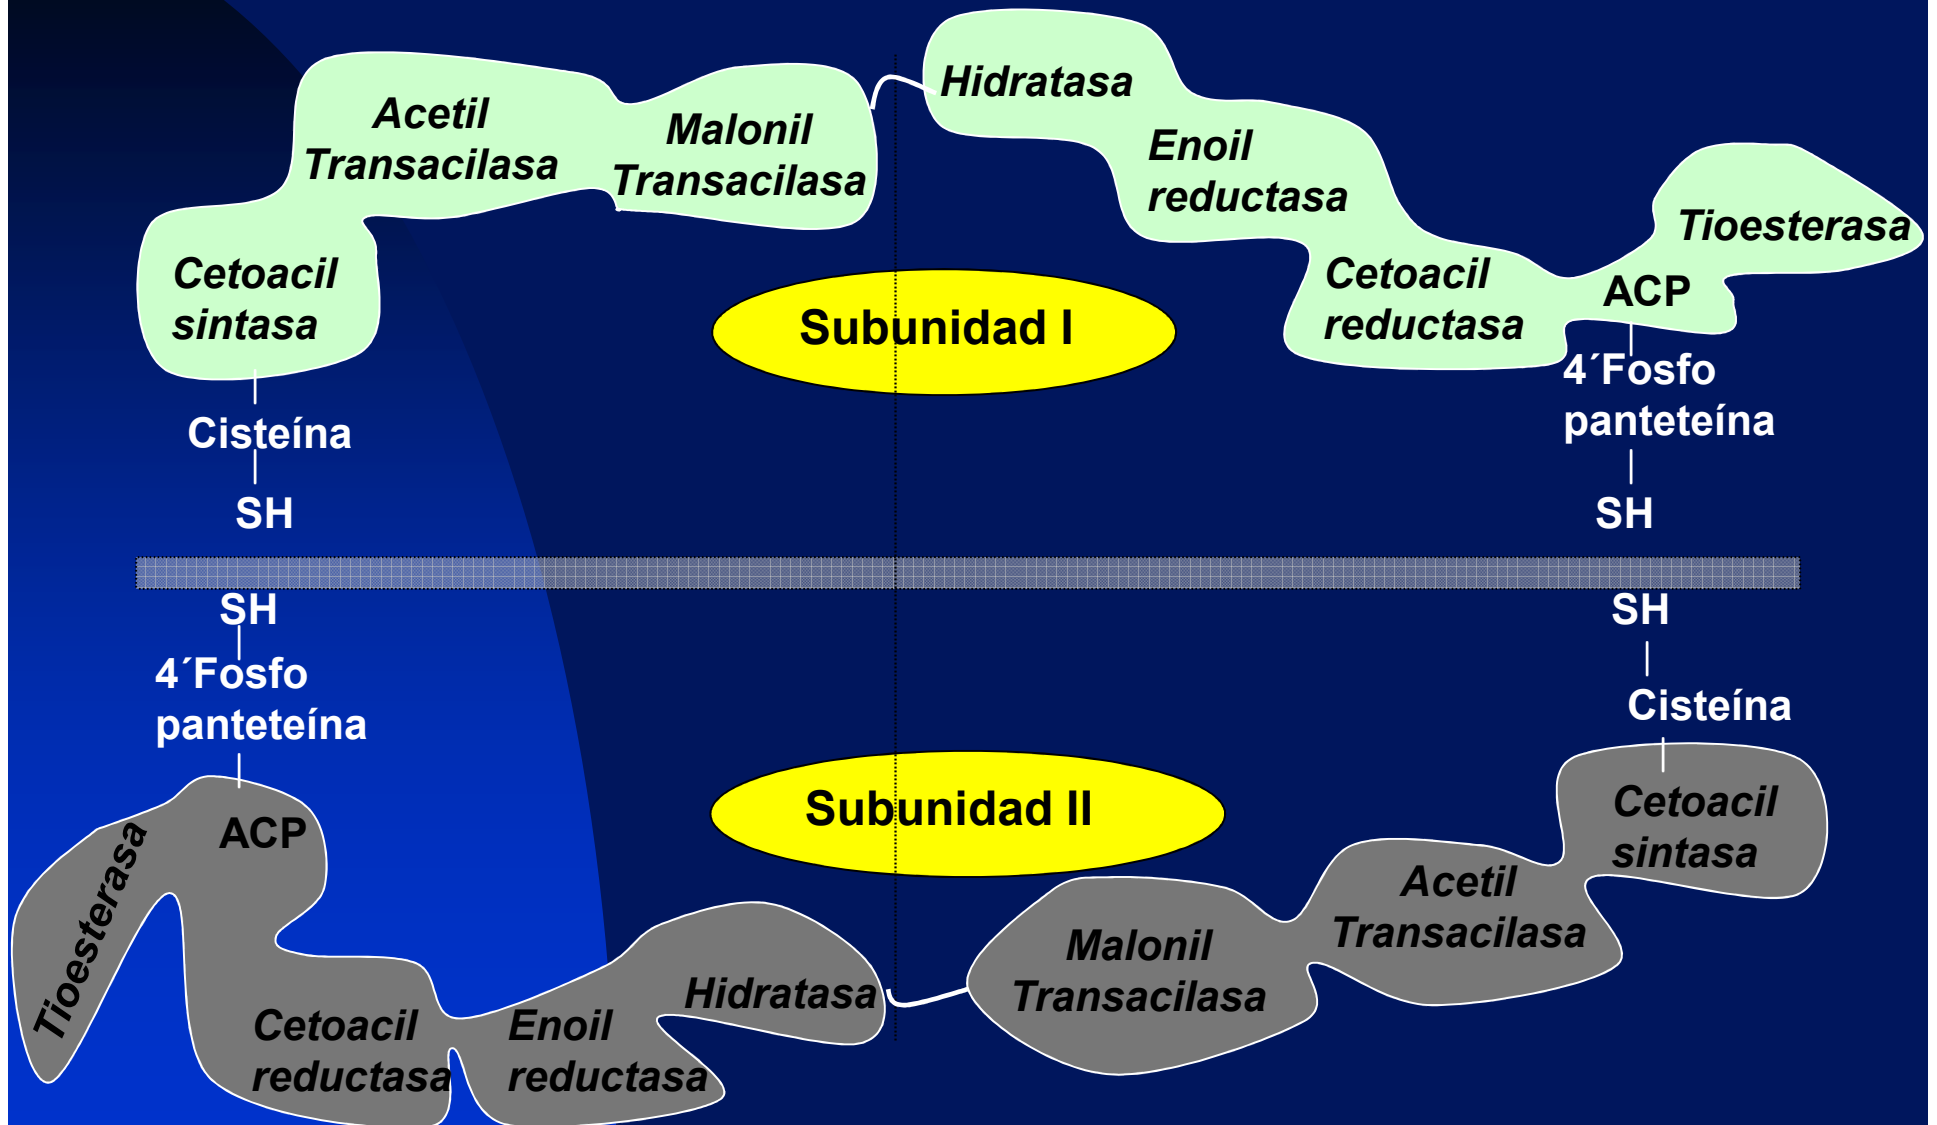 Hidratasa
Acetil
Transacilasa
Malonil
Transacilasa
Enoil
reductasa
Tioesterasa
Cetoacil
sintasa
Cetoacil
reductasa
ACP
Subunidad I
4´Fosfo
panteteína
Cisteína
SH
SH
SH
SH
4´Fosfo
panteteína
Cisteína
Subunidad II
Cetoacil
sintasa
ACP
Tioesterasa
Acetil
Transacilasa
Malonil
Transacilasa
Hidratasa
Cetoacil
reductasa
Enoil
reductasa